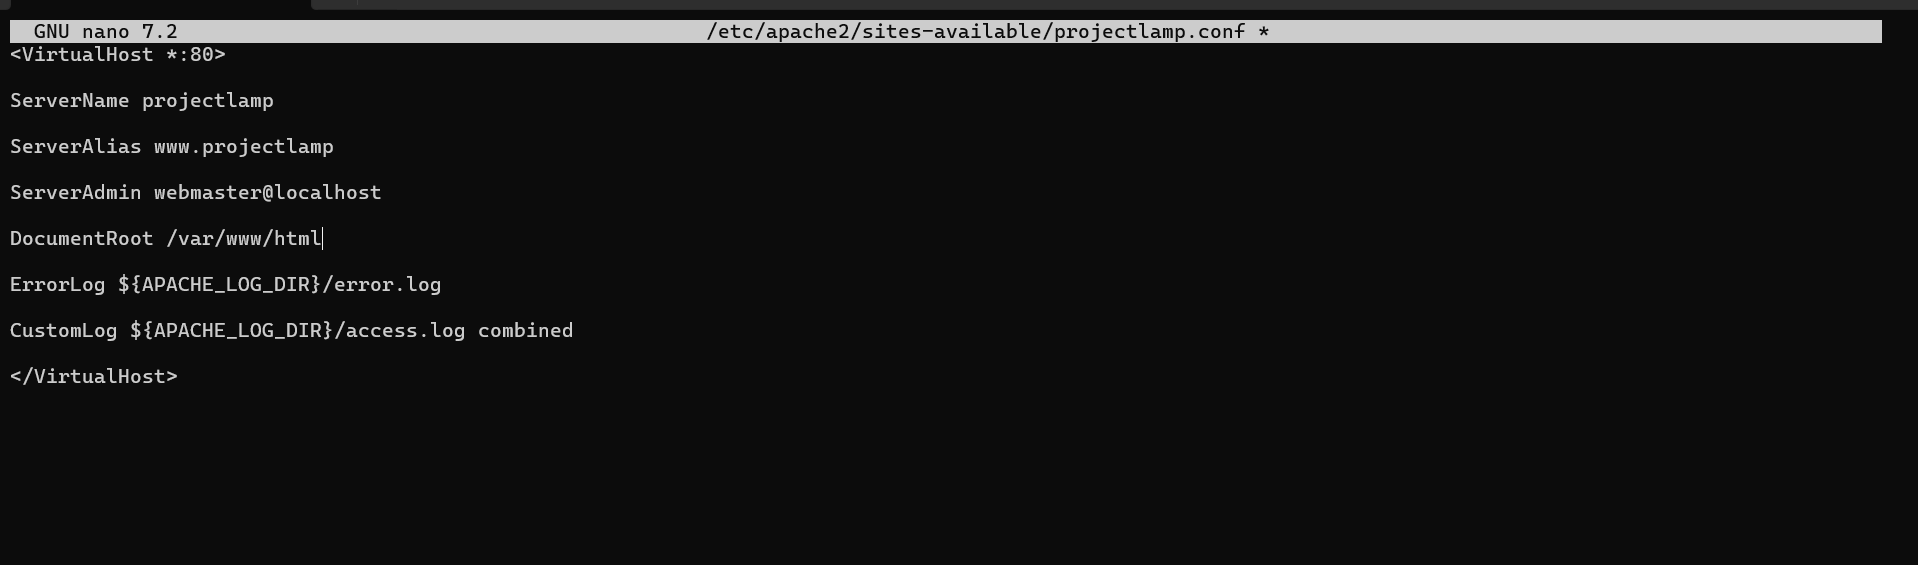 GNU nano 7.2 /etc/apache2/sites-available/projectlamp.conf *
<VirtualHost *:80>
ServerName projectlamp
ServerAlias www.projectlamp
ServerAdmin webmaster@localhost
DocumentRoot /var/www/html
ErrorLog ${APACHE_LOG_DIR}/error.log
CustomLog ${APACHE_LOG_DIR}/access.log combined
</VirtualHost>